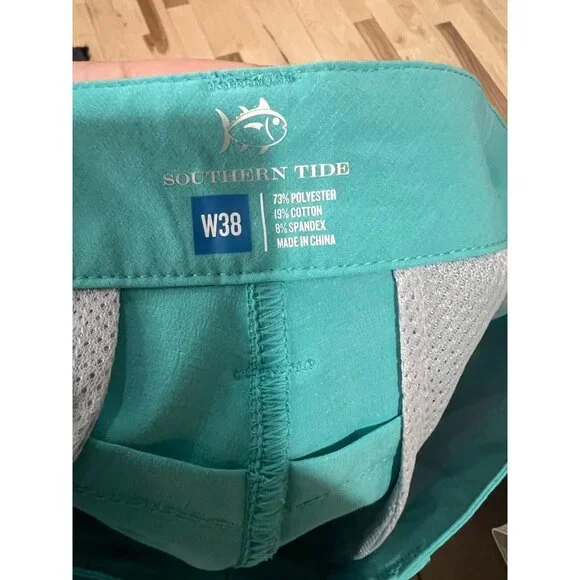 SOUTHERN TIDE
W38
73% POLYESTER
19% COTTON
8% SPANDEX
MADE IN CHINA